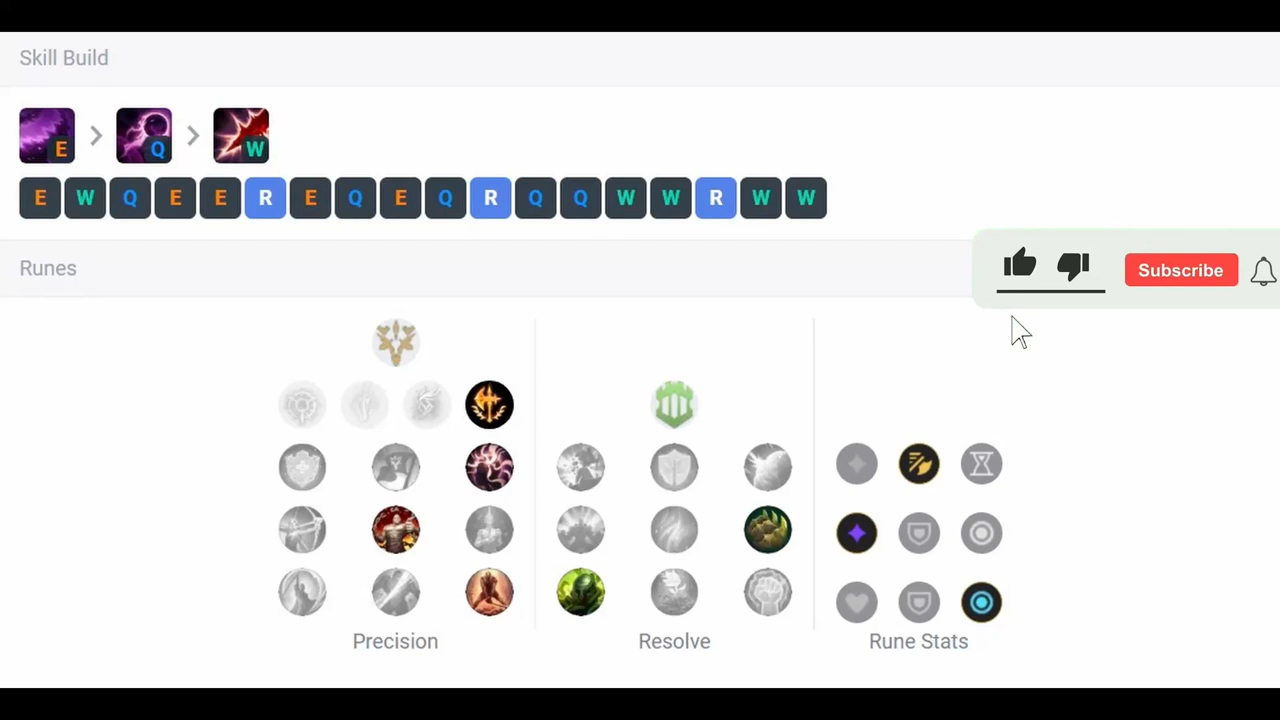 Skill Build
E Q W
E W Q E E R E Q E Q R Q Q W W R W W
Runes
Subscribe
Precision Resolve Rune Stats